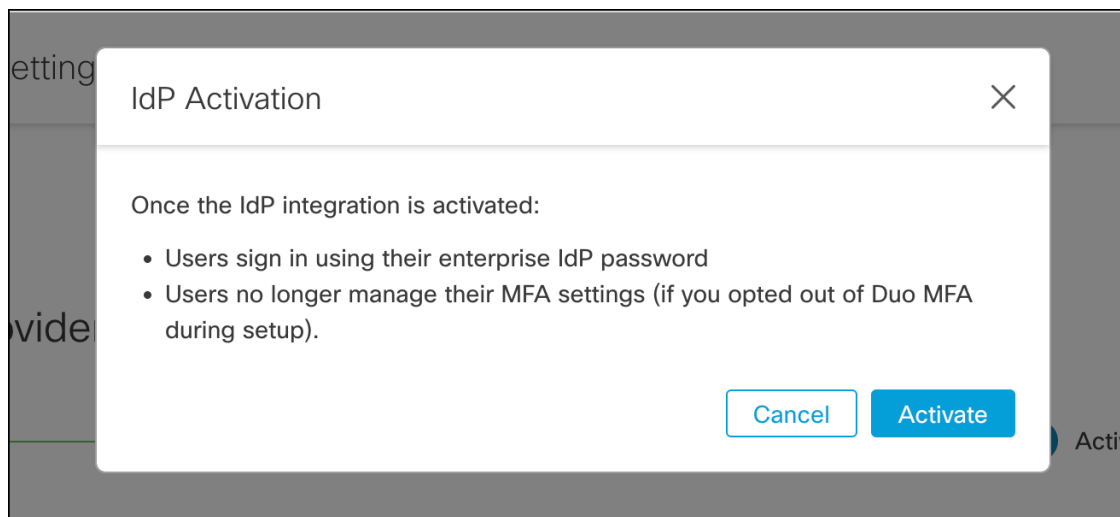 etting
IdP Activation
Once the IdP integration is activated:
• Users sign in using their enterprise IdP password
• Users no longer manage their MFA settings (if you opted out of Duo MFA
during setup).
vider
Cancel
Activate
Acti